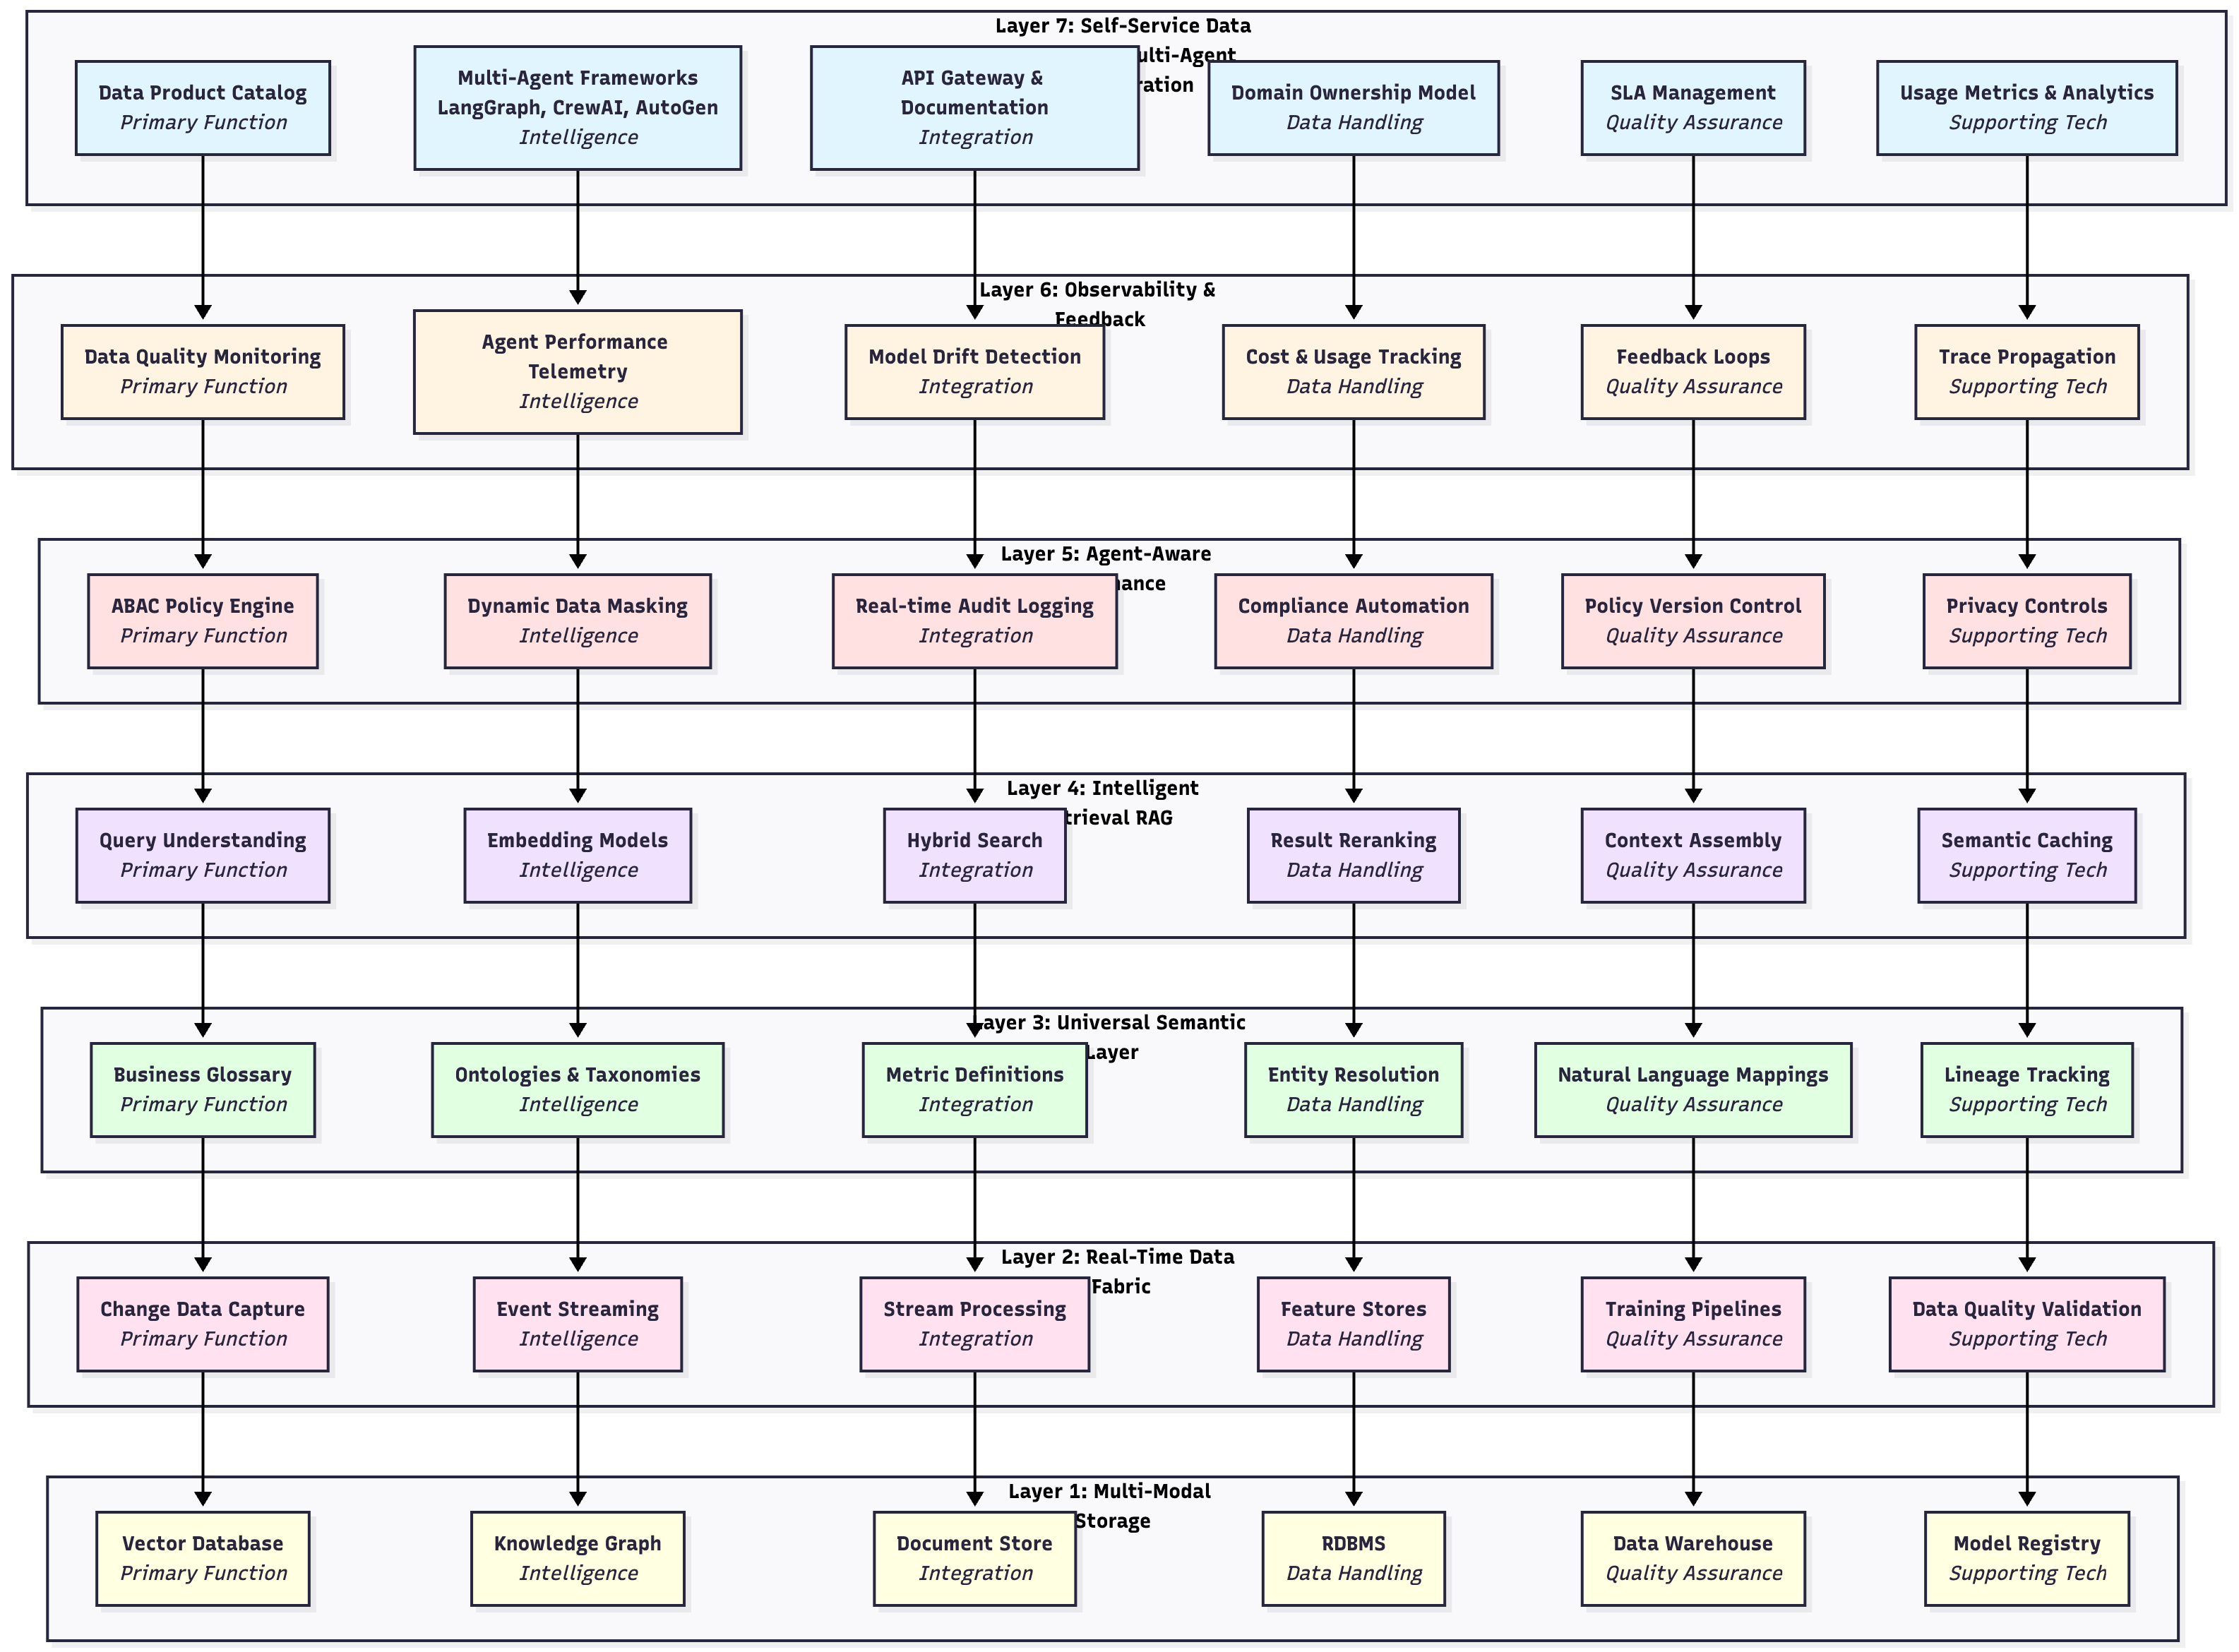 Layer 7: Self-Service Data
Data Product Catalog
Primary Function
Multi-Agent Frameworks
LangGraph, CrewAI, AutoGen
Intelligence
API Gateway &
Documentation
Integration
Domain Ownership Model
Data Handling
SLA Management
Quality Assurance
Usage Metrics & Analytics
Supporting Tech
Layer 6: Observability &
Feedback
Data Quality Monitoring
Primary Function
Agent Performance
Telemetry
Intelligence
Model Drift Detection
Integration
Cost & Usage Tracking
Data Handling
Feedback Loops
Quality Assurance
Trace Propagation
Supporting Tech
Layer 5: Agent-Aware
ABAC Policy Engine
Primary Function
Dynamic Data Masking
Intelligence
Real-time Audit Logging
Integration
Compliance Automation
Data Handling
Policy Version Control
Quality Assurance
Privacy Controls
Supporting Tech
Layer 4: Intelligent
RAG
Query Understanding
Primary Function
Embedding Models
Intelligence
Hybrid Search
Integration
Result Reranking
Data Handling
Context Assembly
Quality Assurance
Semantic Caching
Supporting Tech
Layer 3: Universal Semantic
Layer
Business Glossary
Primary Function
Ontologies & Taxonomies
Intelligence
Metric Definitions
Integration
Entity Resolution
Data Handling
Natural Language Mappings
Quality Assurance
Lineage Tracking
Supporting Tech
Layer 2: Real-Time Data
Fabric
Change Data Capture
Primary Function
Event Streaming
Intelligence
Stream Processing
Integration
Feature Stores
Data Handling
Training Pipelines
Quality Assurance
Data Quality Validation
Supporting Tech
Layer 1: Multi-Modal
Storage
Vector Database
Primary Function
Knowledge Graph
Intelligence
Document Store
Integration
RDBMS
Data Handling
Data Warehouse
Quality Assurance
Model Registry
Supporting Tech